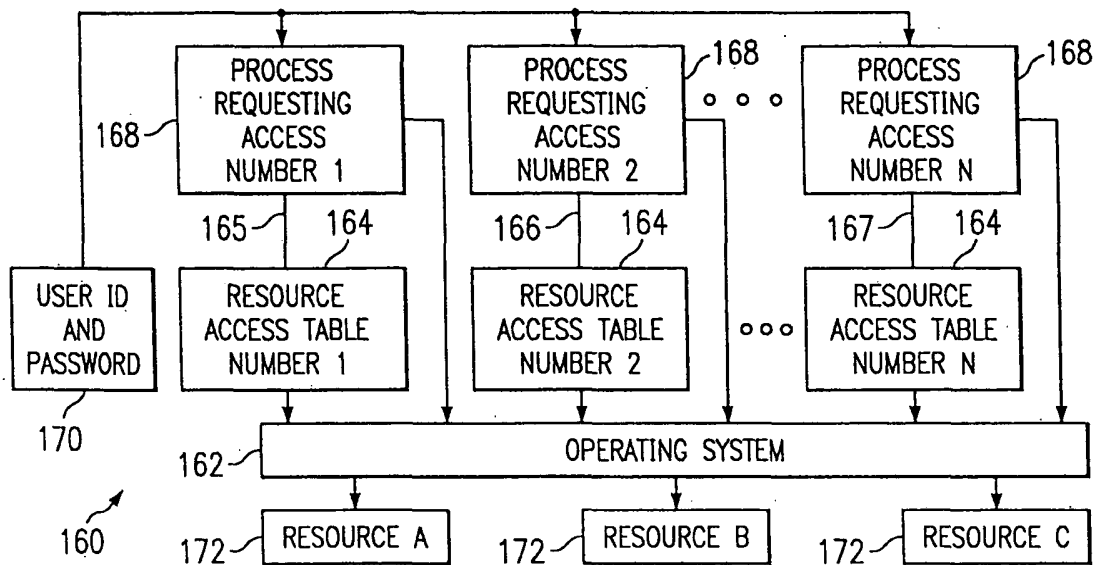 PROCESS
REQUESTING
ACCESS
NUMBER 1
168
PROCESS
REQUESTING
ACCESS
NUMBER 2
168
PROCESS
REQUESTING
ACCESS
NUMBER N
168
165
164
166
164
167
164
USER ID
AND
PASSWORD
170
RESOURCE
ACCESS TABLE
NUMBER 1
RESOURCE
ACCESS TABLE
NUMBER 2
RESOURCE
ACCESS TABLE
NUMBER N
162
OPERATING SYSTEM
160
172
RESOURCE A
172
RESOURCE B
172
RESOURCE C